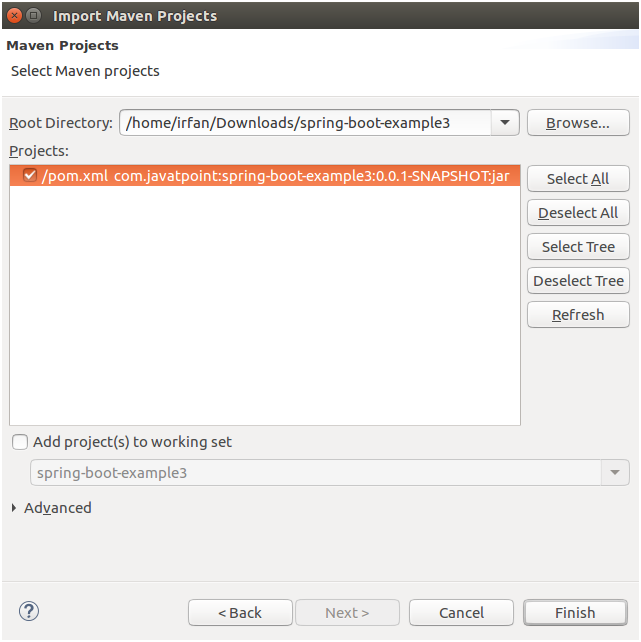 Import Maven Projects
Maven Projects
Select Maven projects
Root Directory: /home/irfan/Downloads/spring-boot-example3 Browse...
Projects:
/pom.xml com.javatpoint:spring-boot-example3:0.0.1-SNAPSHOT:jar
Select All
Deselect All
Select Tree
Deselect Tree
Refresh
Add project(s) to working set
spring-boot-example3
Advanced
? < Back Next > Cancel Finish